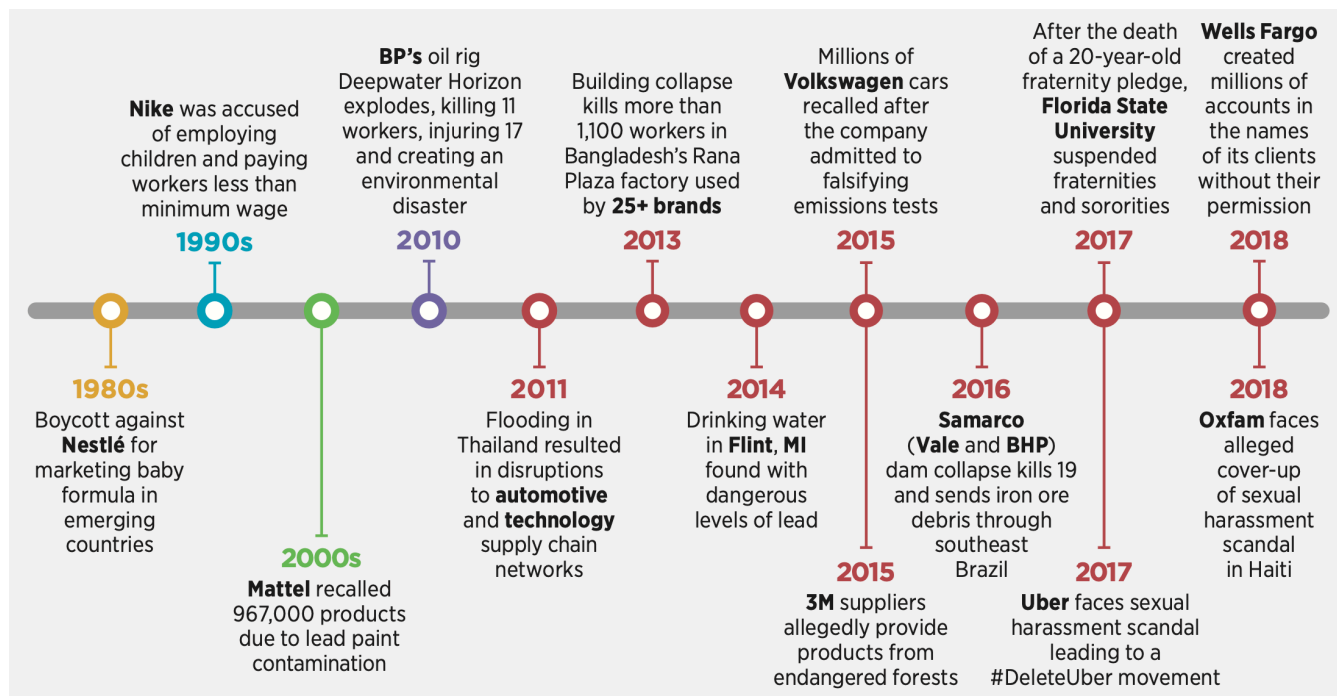 1980s
Boycott against
Nestlé for
marketing baby
formula in
emerging
countries
Nike was accused
of employing
children and paying
workers less than
minimum wage
1990s
2000s
Mattel recalled
967,000 products
due to lead paint
contamination
BP’s oil rig
Deepwater Horizon
explodes, killing 11
workers, injuring 17
and creating an
environmental
disaster
2010
2011
Flooding in
Thailand resulted
in disruptions
to automotive
and technology
supply chain
networks
Building collapse
kills more than
1,100 workers in
Bangladesh’s Rana
Plaza factory used
by 25+ brands
2013
2014
Drinking water
in Flint, MI
found with
dangerous
levels of lead
Millions of
Volkswagen cars
recalled after
the company
admitted to
falsifying
emissions tests
2015
2015
3M suppliers
allegedly provide
products from
endangered forests
2016
Samarco
(Vale and BHP)
dam collapse kills 19
and sends iron ore
debris through
southeast
Brazil
After the death
of a 20-year-old
fraternity pledge,
Florida State
University
suspended
fraternities
and sororities
2017
2017
Uber faces sexual
harassment scandal
leading to a
#DeleteUber movement
Wells Fargo
created
millions of
accounts in
the names
of its clients
without their
permission
2018
2018
Oxfam faces
alleged
cover-up
of sexual
harassment
scandal
in Haiti